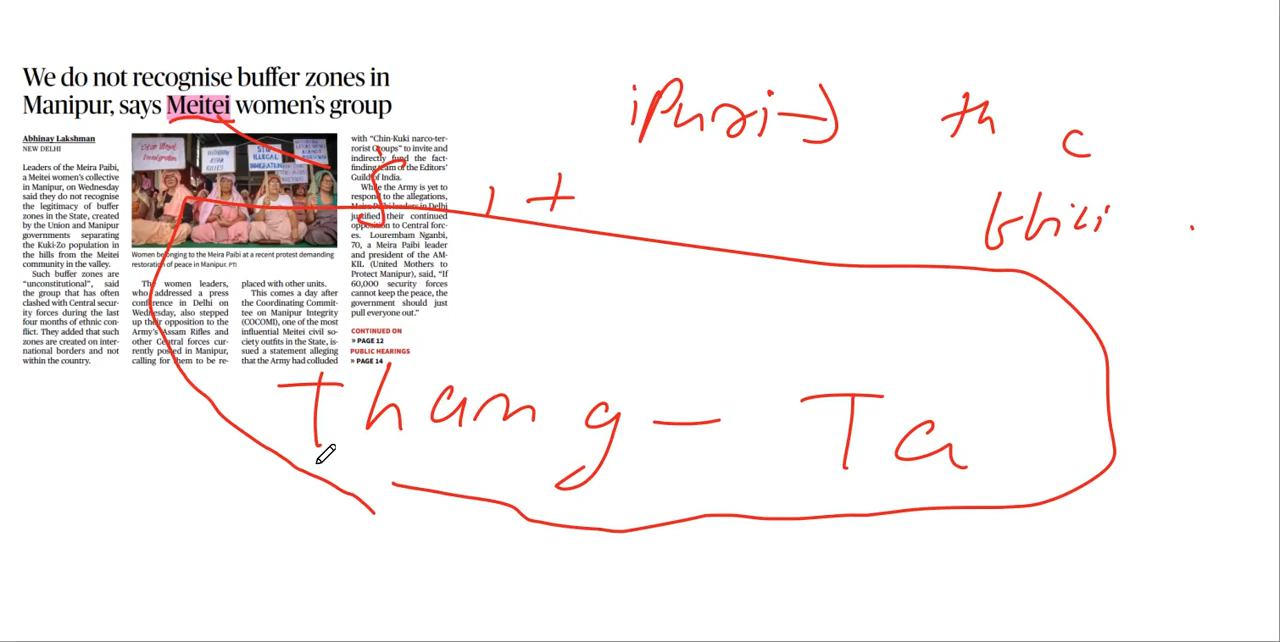 We do not recognise buffer zones in
Manipur, says Meitei women's group
Abhinay Lakshman
NEW DELHI
Leaders of the Meira Paibi,
a Meitei women's collective
in Manipur, on Wednesday
said they do not recognise
the legitimacy of buffer
zones in the State, created
by the Union and Manipur
governments separating
the Kuki-Zo population in
the hills from the Meitei
community in the valley.
Such buffer zones are
"unconstitutional", said
the group that has often
clashed with Central secur-
ity forces during the last
four months of ethnic con-
flict. They added that such
zones are created on inter-
national borders and not
within the country.
STOP
ILLEGAL
IMMIGRATION
Women belonging to the Meira Paibi at a recent protest demanding
restoration of peace in Manipur. PTI
The women leaders,
who addressed a press
conference in Delhi on
Wednesday, also stepped
up their opposition to the
Army's Assam Rifles and
other Central forces cur-
rently posted in Manipur,
calling for them to be re-
placed with other units.
This comes a day after
the Coordinating Commit-
tee on Manipur Integrity
(COCOMI), one of the most
influential Meitei civil so-
ciety outfits in the State, is-
sued a statement alleging
that the Army had colluded
with "Chin-Kuki narco-ter-
rorist Groups" to invite and
indirectly fund the fact-
finding team of the Editors'
Guild of India.
While the Army is yet to
respond to the allegations,
Meira Paibi leaders in Delhi
justified their continued
opposition to Central forc-
es. Lourembam Nganbi,
70, a Meira Paibi leader
and president of the AM-
KIL (United Mothers to
Protect Manipur), said, "If
60,000 security forces
cannot keep the peace, the
government should just
pull everyone out."
CONTINUED ON
» PAGE 12
PUBLIC HEARINGS
» PAGE 14
th c
Thang - Ta